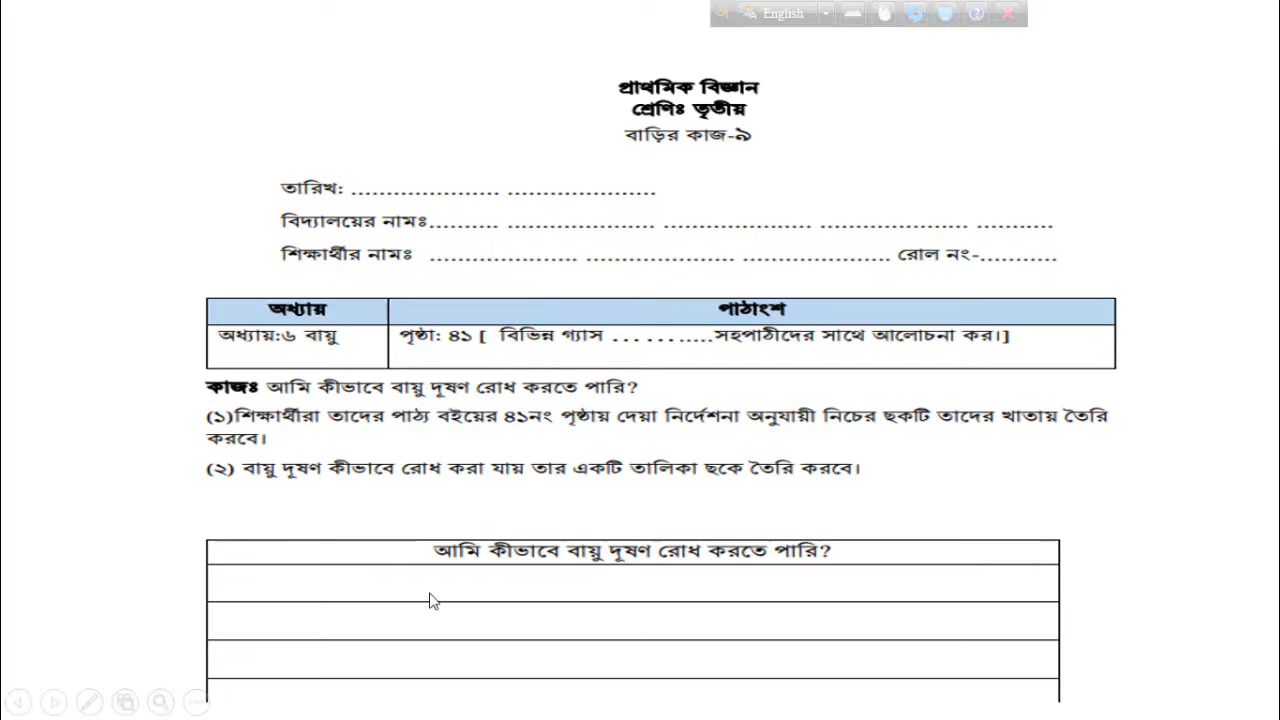 English
প্রাথমিক বিজ্ঞান
শ্রেণিঃ তৃতীয়
বাড়ির কাজ-৯
তারিখ: ..................... .....................
বিদ্যালয়ের নামঃ.......... ..................... ..................... ..................... ...........
শিক্ষার্থীর নামঃ ..................... ..................... ..................... রোল নং-...........
অধ্যায় পাঠাংশ
অধ্যায়:৬ বায়ু পৃষ্ঠা: ৪১ [ বিভিন্ন গ্যাস ... ... .....সহপাঠীদের সাথে আলোচনা কর।]
কাজঃ আমি কীভাবে বায়ু দূষণ রোধ করতে পারি?
(১)শিক্ষার্থীরা তাদের পাঠ্য বইয়ের ৪১নং পৃষ্ঠায় দেয়া নির্দেশনা অনুযায়ী নিচের ছকটি তাদের খাতায় তৈরি
করবে।
(২) বায়ু দূষণ কীভাবে রোধ করা যায় তার একটি তালিকা ছকে তৈরি করবে।
আমি কীভাবে বায়ু দূষণ রোধ করতে পারি?